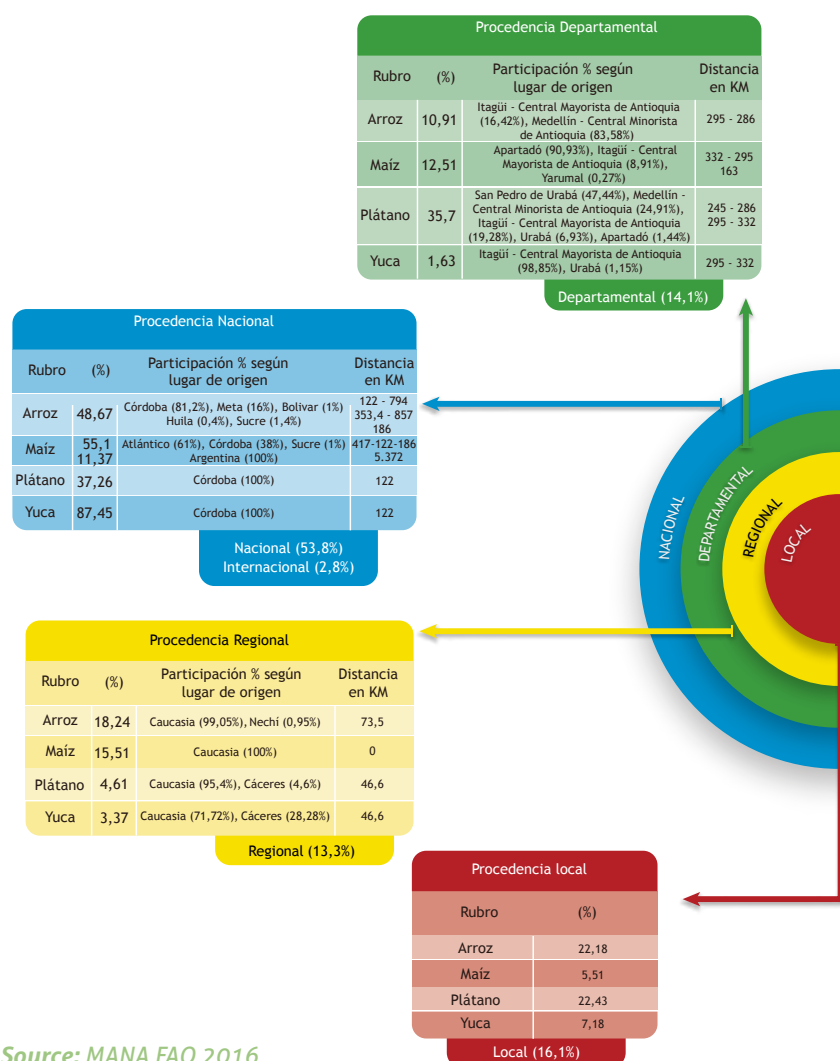 Procedencia Departamental
Rubro (%) Participación % según lugar de origen Distancia en KM
Arroz 10,91 Itagüi - Central Mayorista de Antioquia (16,42%), Medellín - Central Minorista de Antioquia (83,58%) 295 - 286
Maíz 12,51 Apartadó (90,93%), Itagüí - Central Mayorista de Antioquia (8,91%), Yarumal (0,27%) 332 - 295 163
Plátano 35,7 San Pedro de Urabá (47,44%), Medellín - Central Minorista de Antioquia (24,91%), Itagüí - Central Mayorista de Antioquia (19,28%), Urabá (6,93%), Apartadó (1,44%) 245 - 286 295 - 332
Yuca 1,63 Itagüí - Central Mayorista de Antioquia (98,85%), Urabá (1,15%) 295 - 332
Departamental (14,1%)
Procedencia Nacional
Rubro (%) Participación % según lugar de origen Distancia en KM
Arroz 48,67 Córdoba (81,2%), Meta (16%), Bolivar (1%) Huila (0,4%), Sucre (1,4%) 122 - 794 353,4 - 857 186
Maíz 55,1 11,37 Atlántico (61%), Córdoba (38%), Sucre (1%) Argentina (100%) 417-122-186 5.372
Plátano 37,26 Córdoba (100%) 122
Yuca 87,45 Córdoba (100%) 122
Nacional (53,8%)
Internacional (2,8%)
NACIONAL
DEPARTAMENTAL
REGIONAL
LOCAL
Procedencia Regional
Rubro (%) Participación % según lugar de origen Distancia en KM
Arroz 18,24 Caucasia (99,05%), Nechí (0,95%) 73,5
Maíz 15,51 Caucasia (100%) 0
Plátano 4,61 Caucasia (95,4%), Cáceres (4,6%) 46,6
Yuca 3,37 Caucasia (71,72%), Cáceres (28,28%) 46,6
Regional (13,3%)
Procedencia local
Rubro (%)
Arroz 22,18
Maíz 5,51
Plátano 22,43
Yuca 7,18
Local (16,1%)
Source: MANA FAO 2016